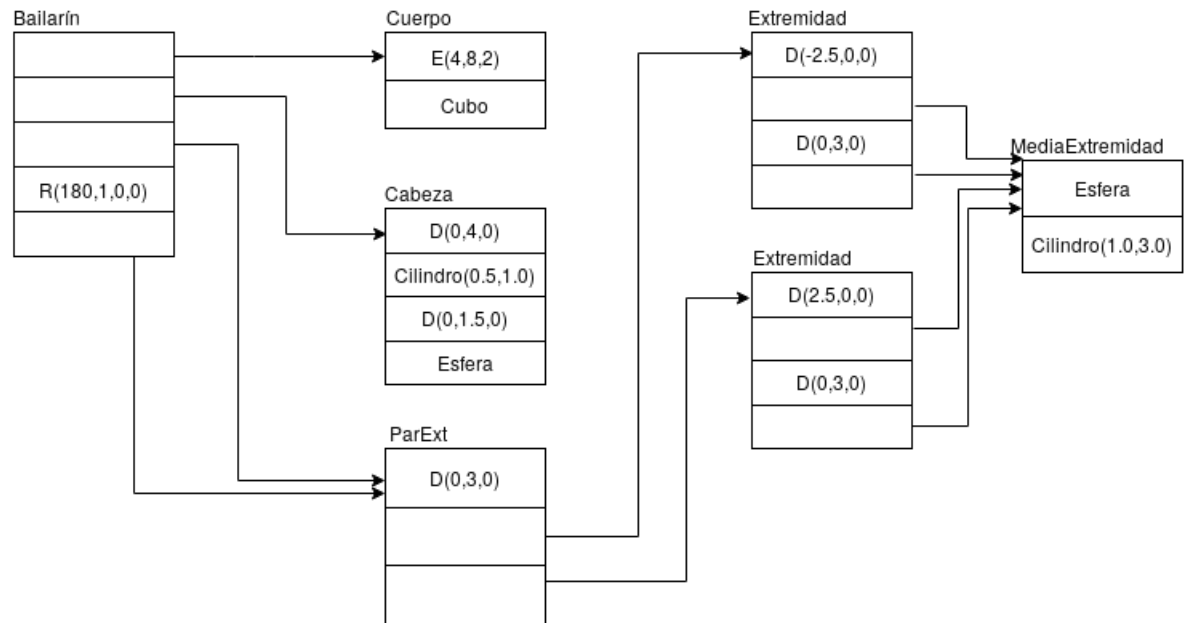 Bailarín
R(180,1,0,0)
Cuerpo
E(4,8,2)
Cubo
Cabeza
D(0,4,0)
Cilindro(0.5,1.0)
D(0,1.5,0)
Esfera
ParExt
D(0,3,0)
Extremidad
D(-2.5,0,0)
D(0,3,0)
Extremidad
D(2.5,0,0)
D(0,3,0)
MediaExtremidad
Esfera
Cilindro(1.0,3.0)